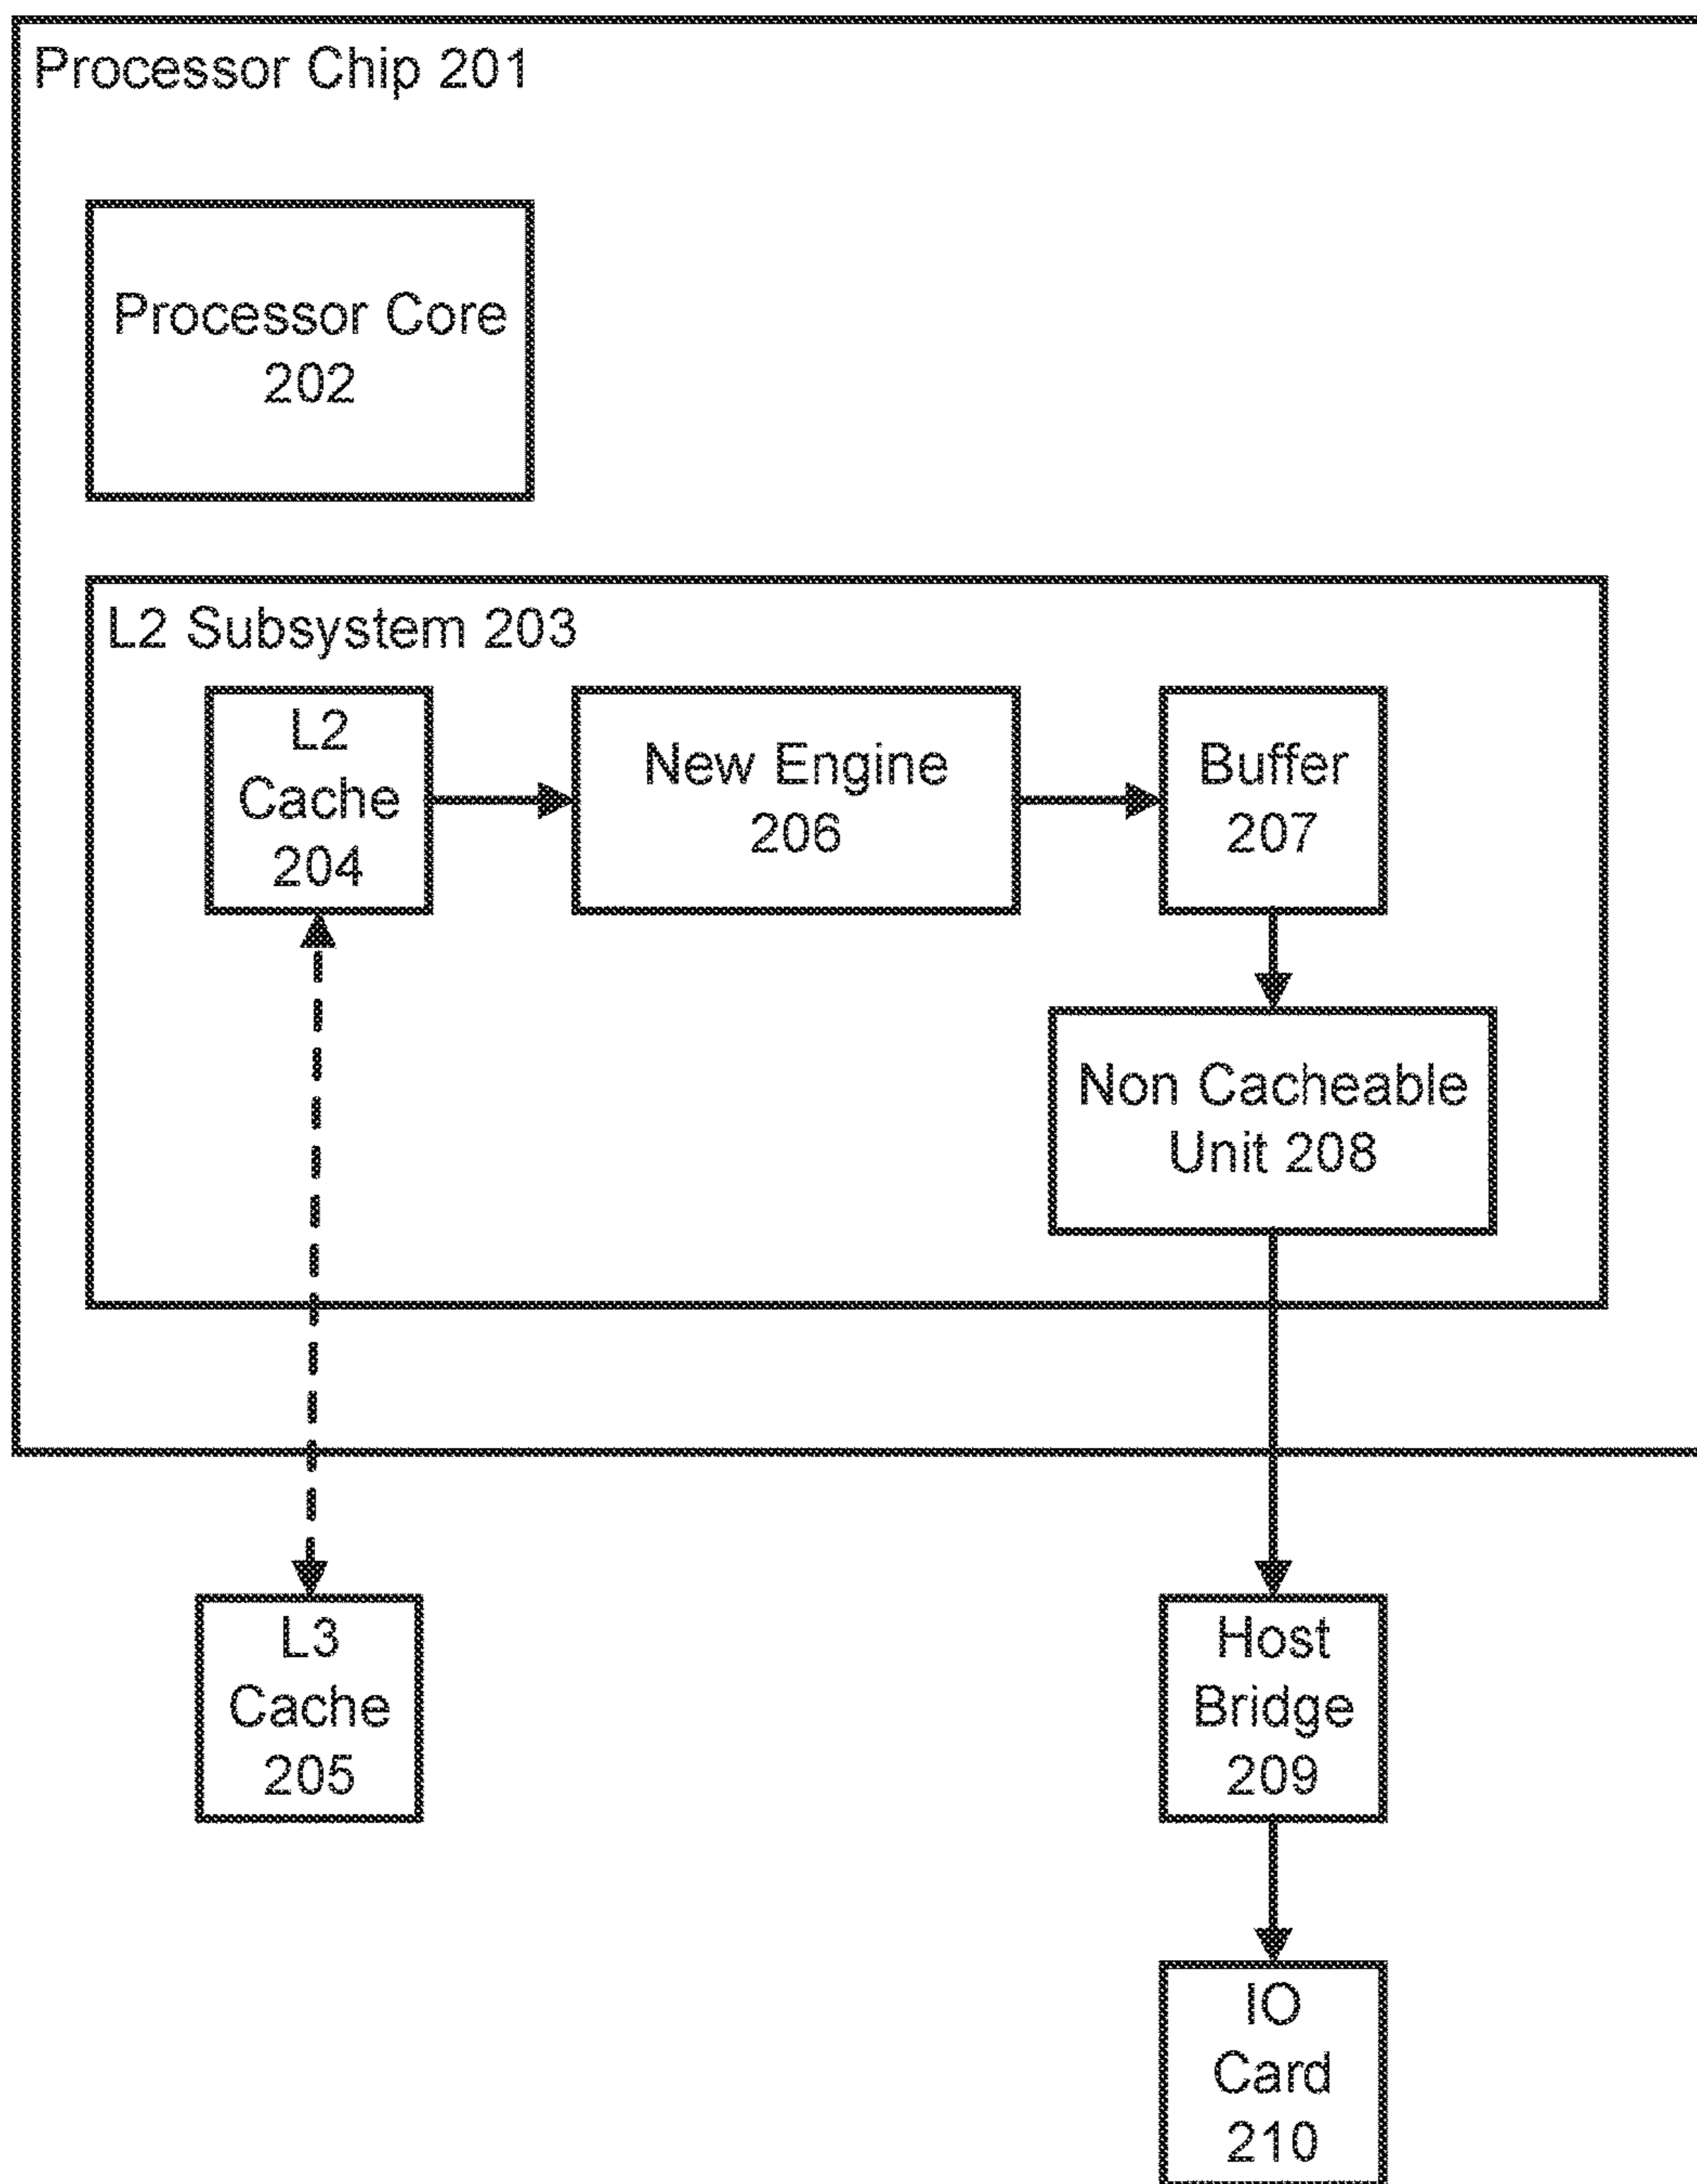 Processor Chip 201
Processor Core
202
L2 Subsystem 203
L2
Cache
204
New Engine
206
Buffer
207
Non Cacheable
Unit 208
L3
Cache
205
Host
Bridge
209
IO
Card
210